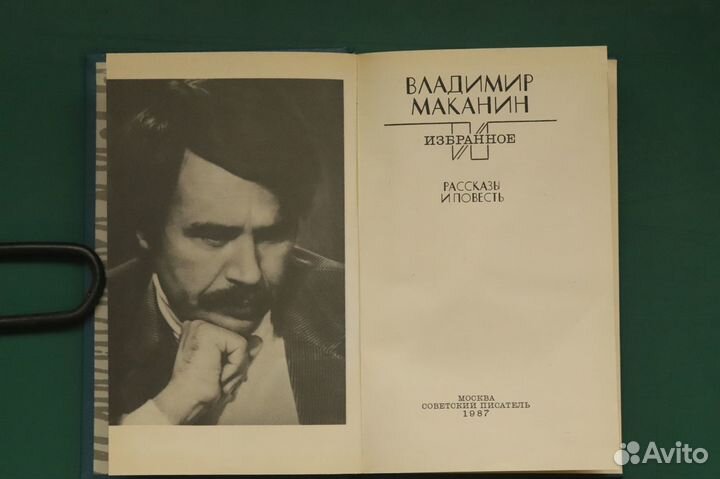 ВЛАДИМИР
МАКАНИН
ИЗБРАННОЕ
РАССКАЗЫ
И ПОВЕСТЬ
МОСКВА
СОВЕТСКИЙ ПИСАТЕЛЬ
1987
Avito